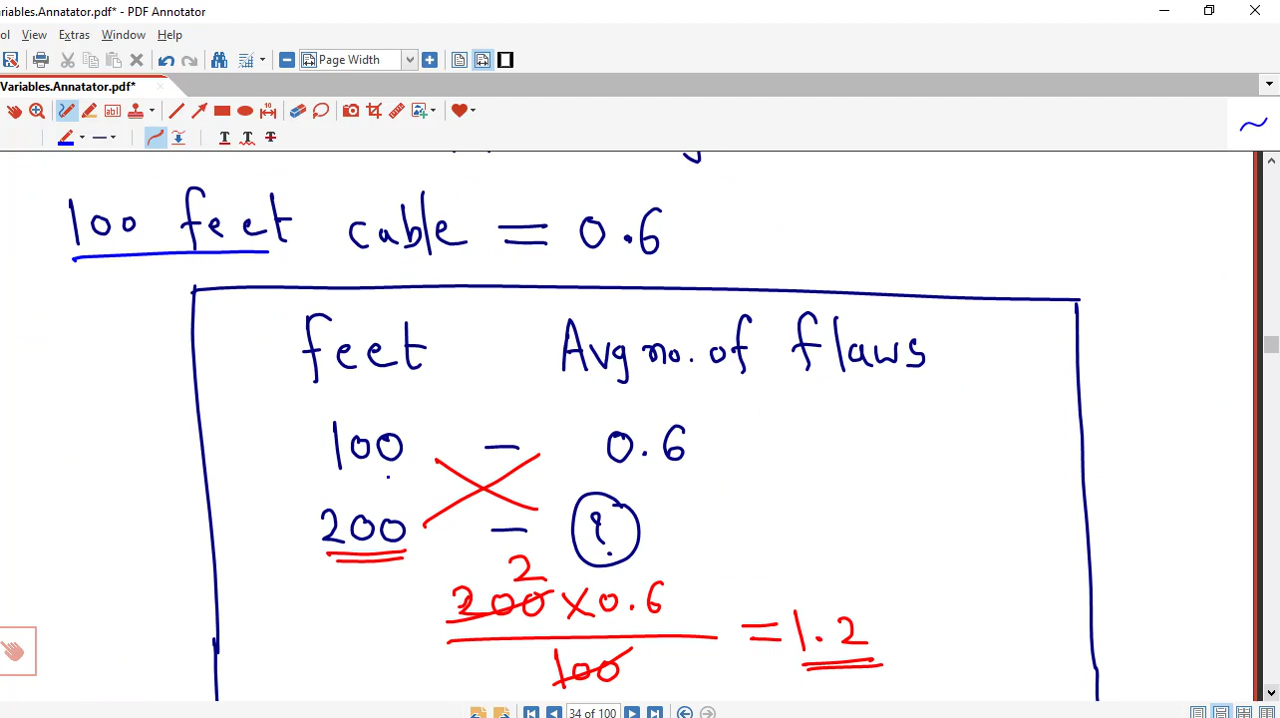 variables.Annatator.pdf* - PDF Annotator
ol View Extras Window Help
Page Width
Variables.Annatator.pdf*
100 feet cable = 0.6
feet Avg no. of flaws
100 - 0.6
200 - ?
2
200 × 0.6
100
= 1.2
34 of 100